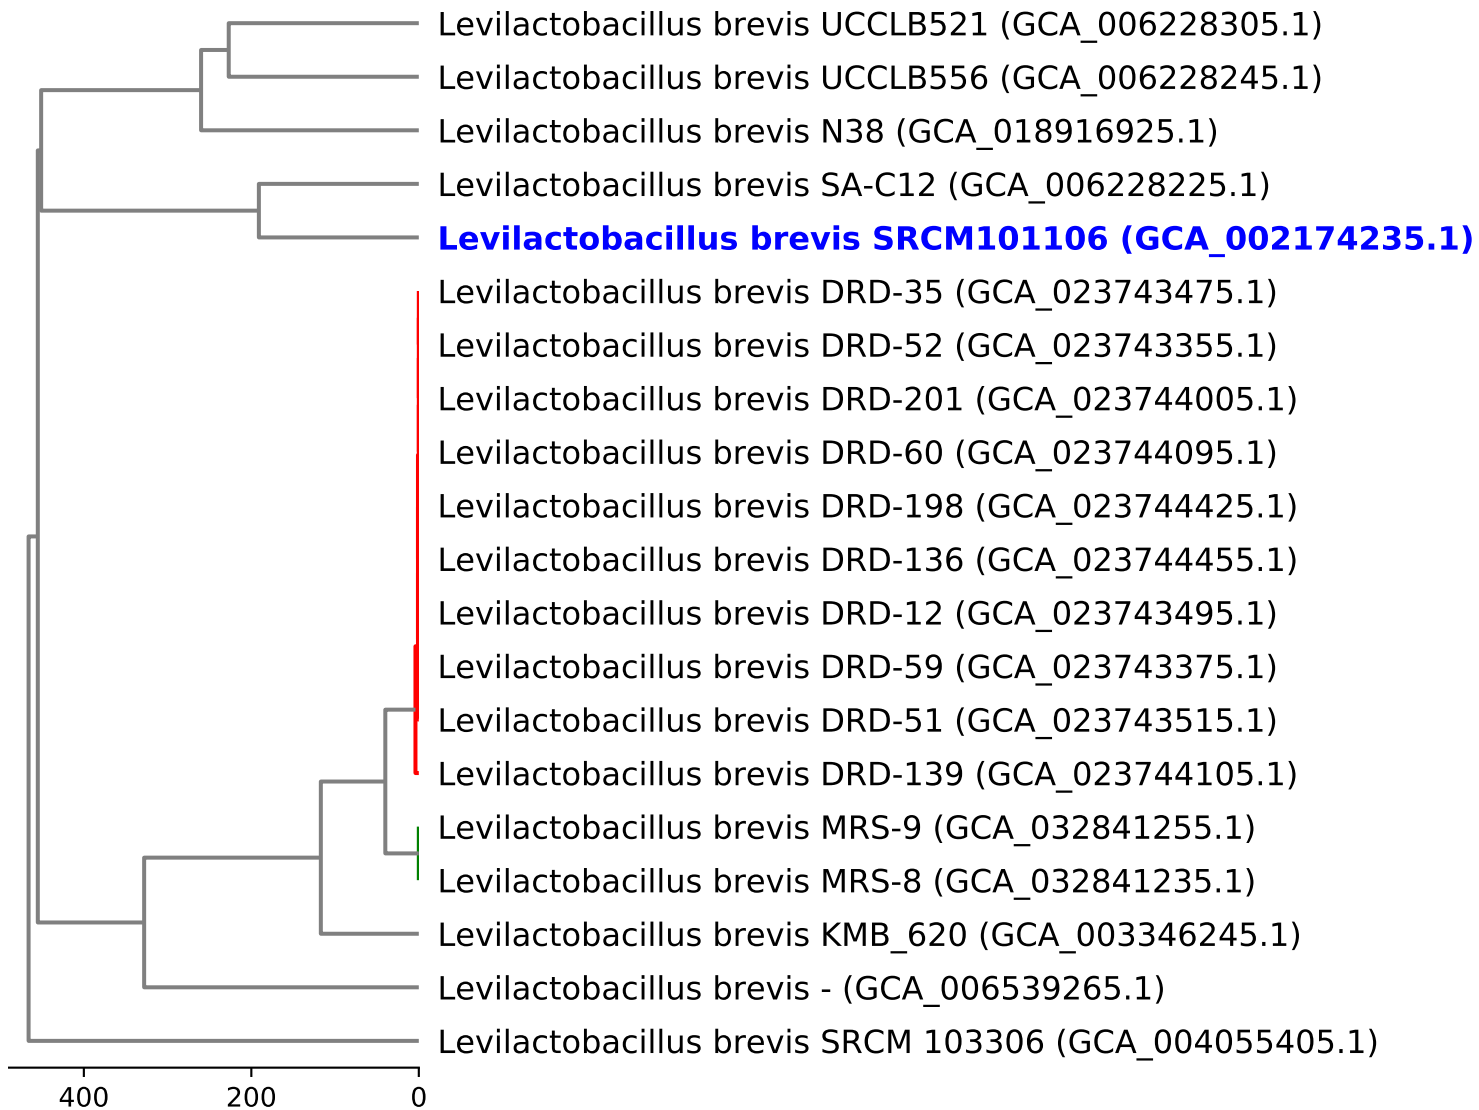 Levilactobacillus brevis UCCLB521 (GCA_006228305.1)
Levilactobacillus brevis UCCLB556 (GCA_006228245.1)
Levilactobacillus brevis N38 (GCA_018916925.1)
Levilactobacillus brevis SA-C12 (GCA_006228225.1)
Levilactobacillus brevis SRCM101106 (GCA_002174235.1)
Levilactobacillus brevis DRD-35 (GCA_023743475.1)
Levilactobacillus brevis DRD-52 (GCA_023743355.1)
Levilactobacillus brevis DRD-201 (GCA_023744005.1)
Levilactobacillus brevis DRD-60 (GCA_023744095.1)
Levilactobacillus brevis DRD-198 (GCA_023744425.1)
Levilactobacillus brevis DRD-136 (GCA_023744455.1)
Levilactobacillus brevis DRD-12 (GCA_023743495.1)
Levilactobacillus brevis DRD-59 (GCA_023743375.1)
Levilactobacillus brevis DRD-51 (GCA_023743515.1)
Levilactobacillus brevis DRD-139 (GCA_023744105.1)
Levilactobacillus brevis MRS-9 (GCA_032841255.1)
Levilactobacillus brevis MRS-8 (GCA_032841235.1)
Levilactobacillus brevis KMB_620 (GCA_003346245.1)
Levilactobacillus brevis - (GCA_006539265.1)
Levilactobacillus brevis SRCM 103306 (GCA_004055405.1)
400 200 0